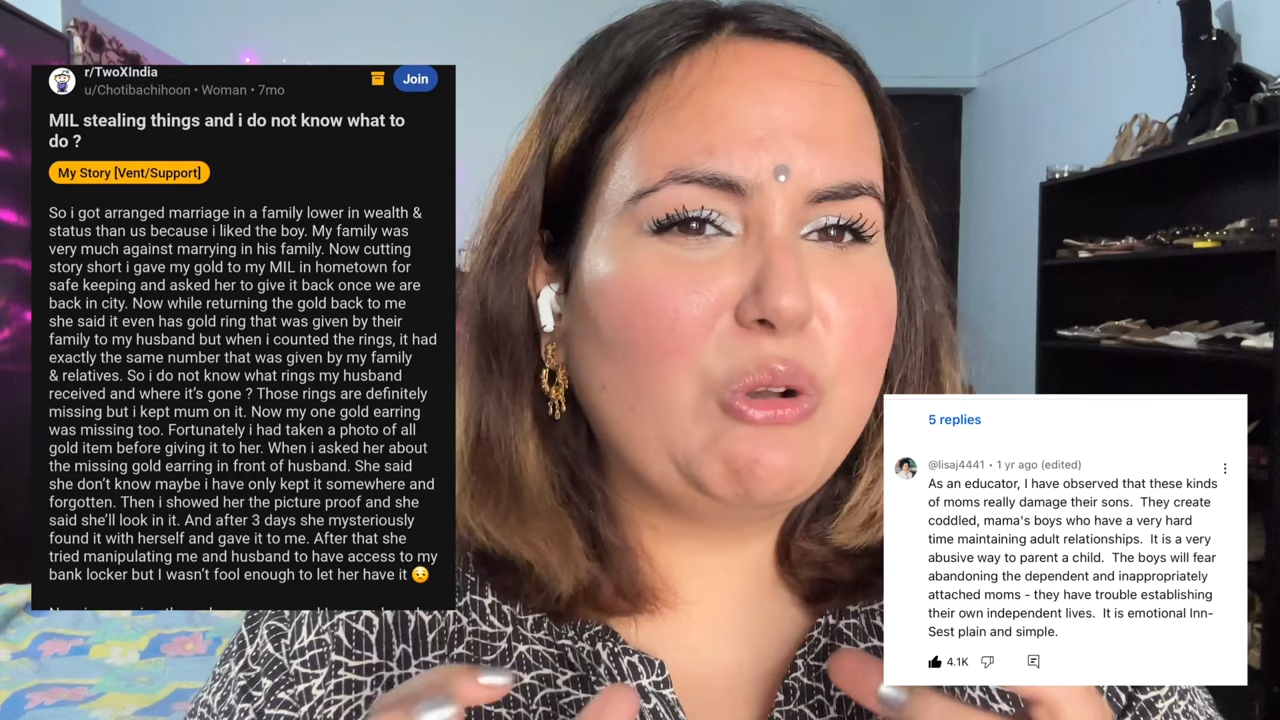 r/TwoXIndia
u/Chotibachihoon • Woman • 7mo
Join
MIL stealing things and i do not know what to
do ?
My Story [Vent/Support]
So i got arranged marriage in a family lower in wealth &
status than us because i liked the boy. My family was
very much against marrying in his family. Now cutting
story short i gave my gold to my MIL in hometown for
safe keeping and asked her to give it back once we are
back in city. Now while returning the gold back to me
she said it even has gold ring that was given by their
family to my husband but when i counted the rings, it had
exactly the same number that was given by my family
& relatives. So i do not know what rings my husband
received and where it's gone ? Those rings are definitely
missing but i kept mum on it. Now my one gold earring
was missing too. Fortunately i had taken a photo of all
gold item before giving it to her. When i asked her about
the missing gold earring in front of husband. She said
she don't know maybe i have only kept it somewhere and
forgotten. Then i showed her the picture proof and she
said she'll look in it. And after 3 days she mysteriously
found it with herself and gave it to me. After that she
tried manipulating me and husband to have access to my
bank locker but I wasn't fool enough to let her have it 😒
5 replies
@lisaj4441 • 1 yr ago (edited)
As an educator, I have observed that these kinds
of moms really damage their sons. They create
coddled, mama's boys who have a very hard
time maintaining adult relationships. It is a very
abusive way to parent a child. The boys will fear
abandoning the dependent and inappropriately
attached moms - they have trouble establishing
their own independent lives. It is emotional Inn-
Sest plain and simple.
4.1K